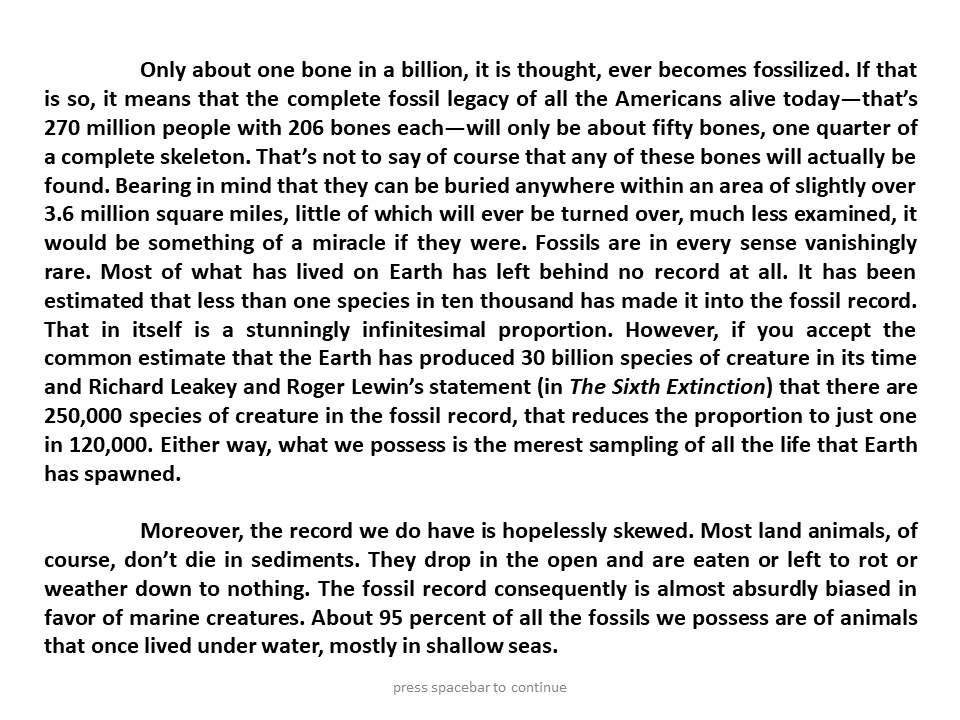 Only about one bone in a billion, it is thought, ever becomes fossilized. If that
is so, it means that the complete fossil legacy of all the Americans alive today—that’s
270 million people with 206 bones each—will only be about fifty bones, one quarter of
a complete skeleton. That’s not to say of course that any of these bones will actually be
found. Bearing in mind that they can be buried anywhere within an area of slightly over
3.6 million square miles, little of which will ever be turned over, much less examined, it
would be something of a miracle if they were. Fossils are in every sense vanishingly
rare. Most of what has lived on Earth has left behind no record at all. It has been
estimated that less than one species in ten thousand has made it into the fossil record.
That in itself is a stunningly infinitesimal proportion. However, if you accept the
common estimate that the Earth has produced 30 billion species of creature in its time
and Richard Leakey and Roger Lewin’s statement (in The Sixth Extinction) that there are
250,000 species of creature in the fossil record, that reduces the proportion to just one
in 120,000. Either way, what we possess is the merest sampling of all the life that Earth
has spawned.
Moreover, the record we do have is hopelessly skewed. Most land animals, of
course, don’t die in sediments. They drop in the open and are eaten or left to rot or
weather down to nothing. The fossil record consequently is almost absurdly biased in
favor of marine creatures. About 95 percent of all the fossils we possess are of animals
that once lived under water, mostly in shallow seas.
press spacebar to continue